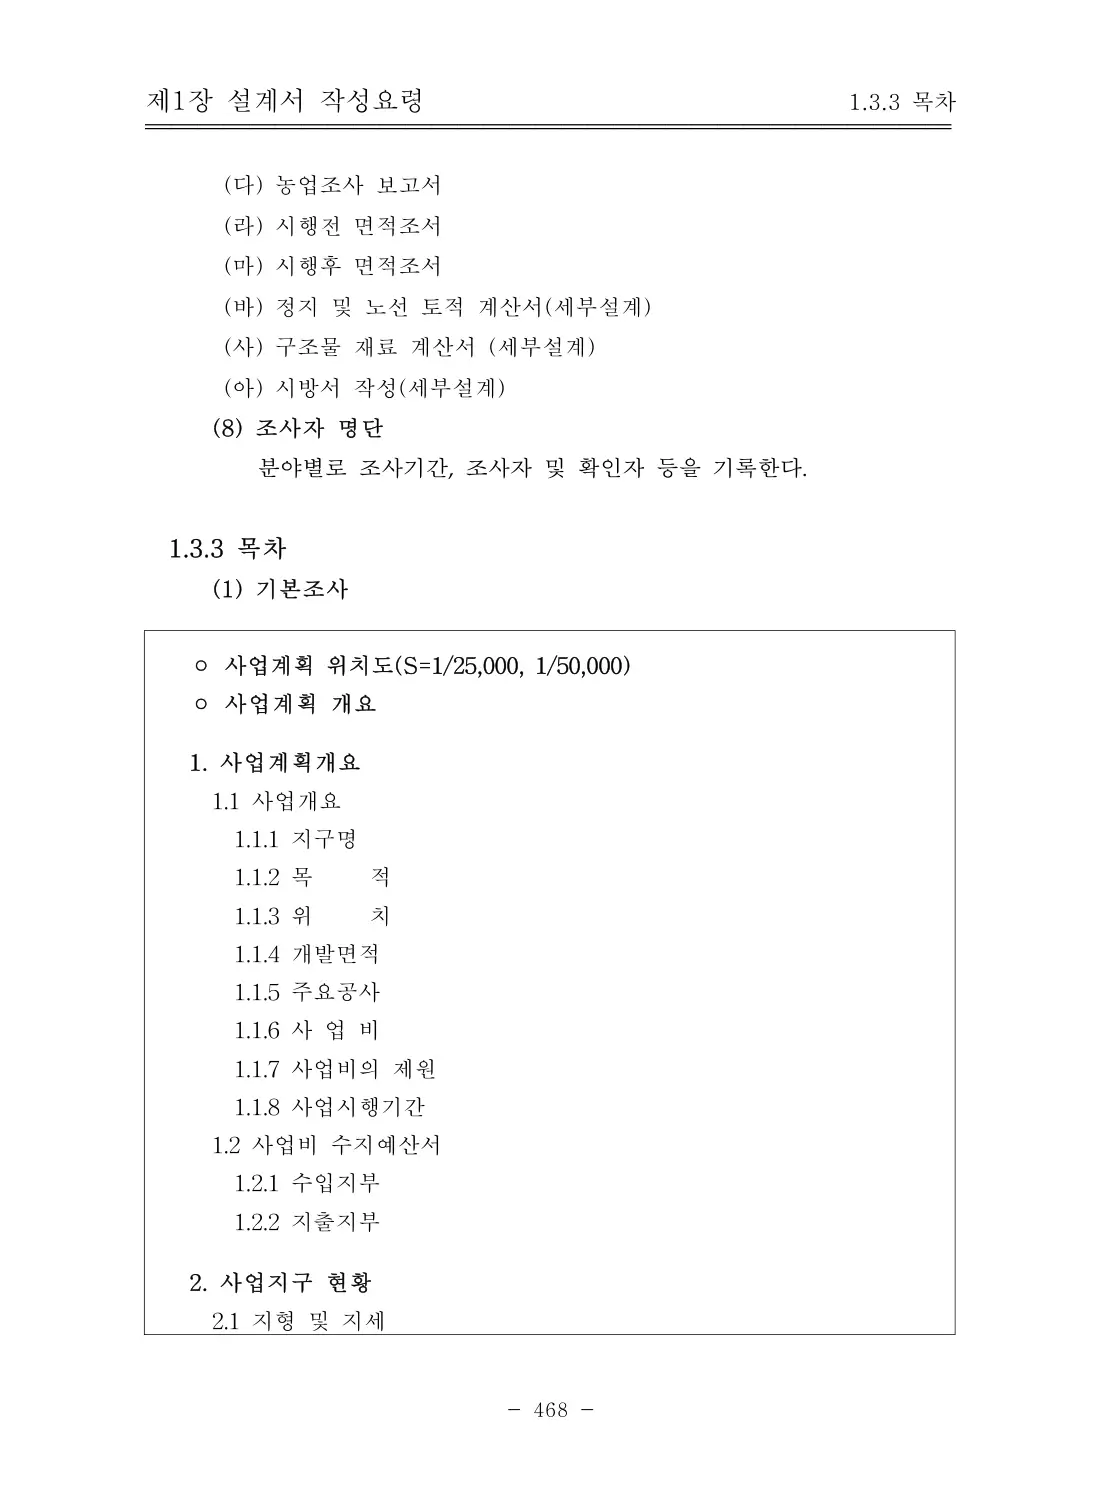 제1장 설계서 작성요령
1.3.3 목차
(다) 농업조사 보고서
(라) 시행전 면적조서
(마) 시행후 면적조서
(바) 정지 및 노선 토적 계산서(세부설계)
(사) 구조물 재료 계산서 (세부설계)
(아) 시방서 작성(세부설계)
(8) 조사자 명단
분야별로 조사기간, 조사자 및 확인자 등을 기록한다.
1.3.3 목차
(1) 기본조사
ㅇ 사업계획 위치도(S=1/25,000, 1/50,000)
ㅇ 사업계획 개요
1. 사업계획개요
1.1 사업개요
1.1.1 지구명
1.1.2 목 적
1.1.3 위 치
1.1.4 개발면적
1.1.5 주요공사
1.1.6 사 업 비
1.1.7 사업비의 제원
1.1.8 사업시행기간
1.2 사업비 수지예산서
1.2.1 수입지부
1.2.2 지출지부
2. 사업지구 현황
2.1 지형 및 지세
- 468 -